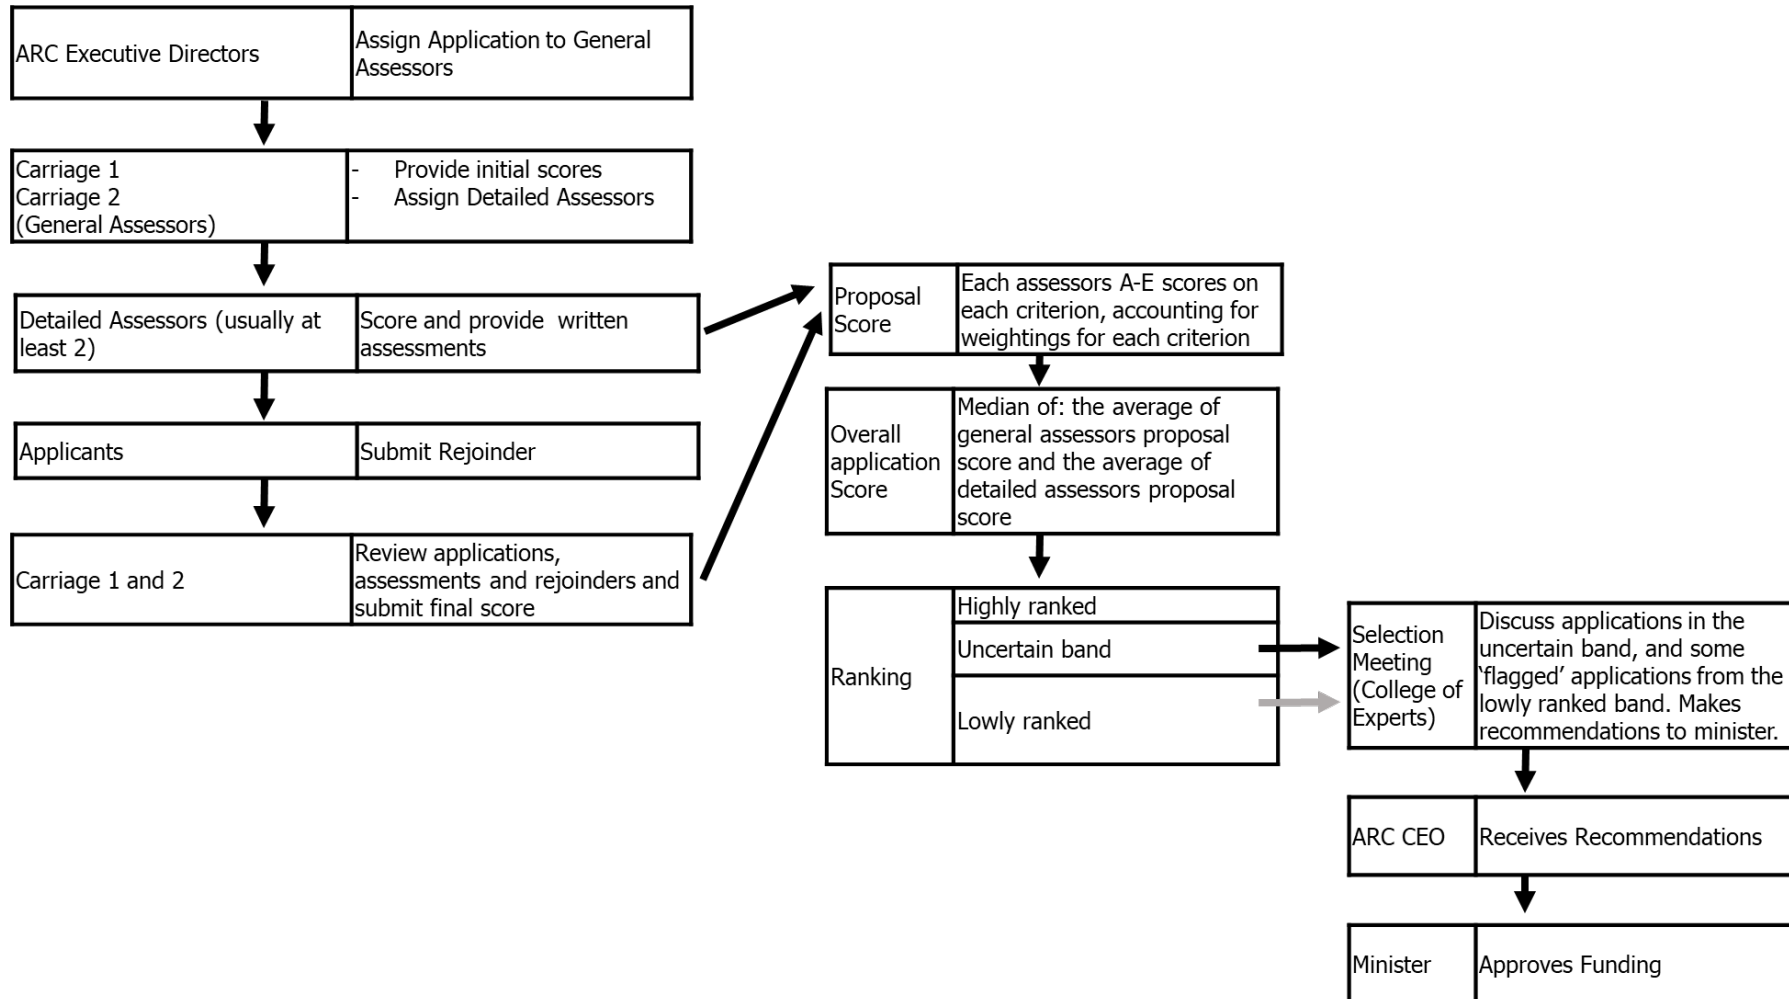 ARC Executive Directors
Assign Application to General
Assessors
Carriage 1
Carriage 2
(General Assessors)
- Provide initial scores
- Assign Detailed Assessors
Detailed Assessors (usually at
least 2)
Score and provide written
assessments
Applicants
Submit Rejoinder
Carriage 1 and 2
Review applications,
assessments and rejoinders and
submit final score
Proposal
Score
Each assessors A-E scores on
each criterion, accounting for
weightings for each criterion
Overall
application
Score
Median of: the average of
general assessors proposal
score and the average of
detailed assessors proposal
score
Ranking
Highly ranked
Uncertain band
Lowly ranked
Selection
Meeting
(College of
Experts)
Discuss applications in the
uncertain band, and some
‘flagged’ applications from the
lowly ranked band. Makes
recommendations to minister.
ARC CEO
Receives Recommendations
Minister
Approves Funding